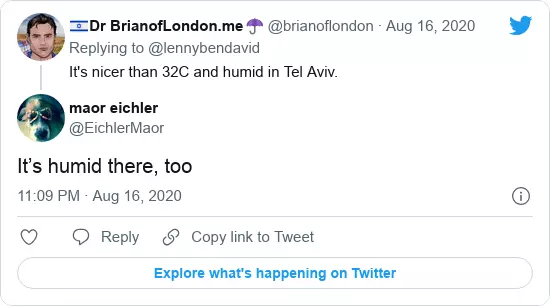 🇮🇱Dr BrianofLondon.me☂️ @brianoflondon · Aug 16, 2020
Replying to @lennybendavid
It's nicer than 32C and humid in Tel Aviv.
maor eichler
@EichlerMaor
It’s humid there, too
11:09 PM · Aug 16, 2020
Reply
Copy link to Tweet
Explore what's happening on Twitter